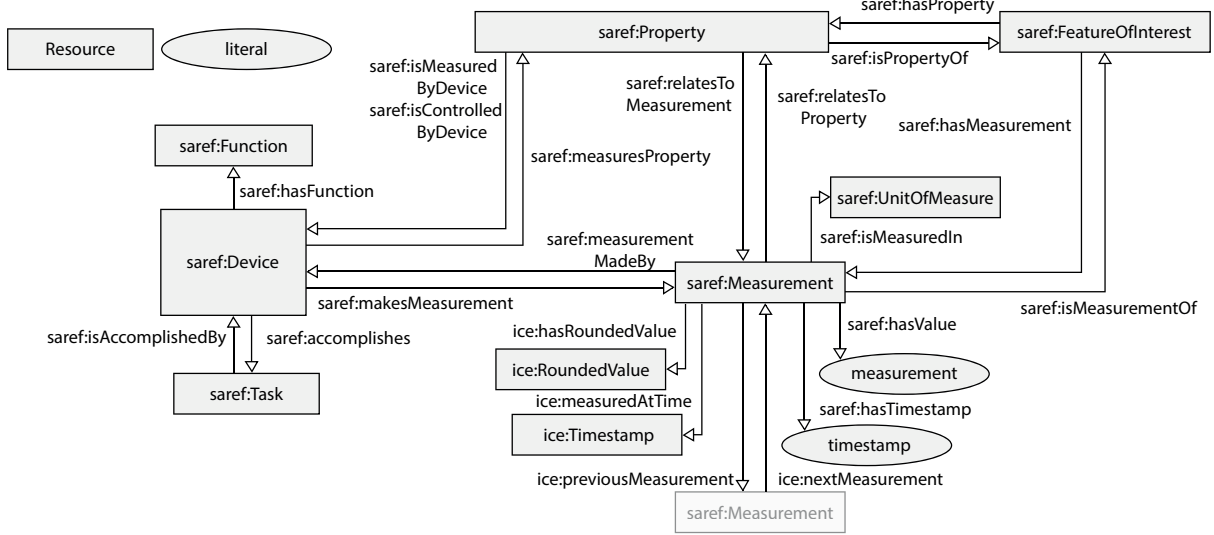 saref:hasProperty
Resource
literal
saref:Property
saref:FeatureOfInterest
saref:isPropertyOf
saref:isMeasured
ByDevice
saref:isControlled
ByDevice
saref:relatesTo
Measurement
saref:relatesTo
Property
saref:hasMeasurement
saref:Function
saref:measuresProperty
saref:hasFunction
saref:UnitOfMeasure
saref:isMeasuredIn
saref:measurement
MadeBy
saref:Device
saref:Measurement
saref:makesMeasurement
saref:isMeasurementOf
saref:isAccomplishedBy
saref:accomplishes
ice:hasRoundedValue
saref:hasValue
ice:RoundedValue
measurement
saref:Task
ice:measuredAtTime
saref:hasTimestamp
ice:Timestamp
timestamp
ice:previousMeasurement
ice:nextMeasurement
saref:Measurement